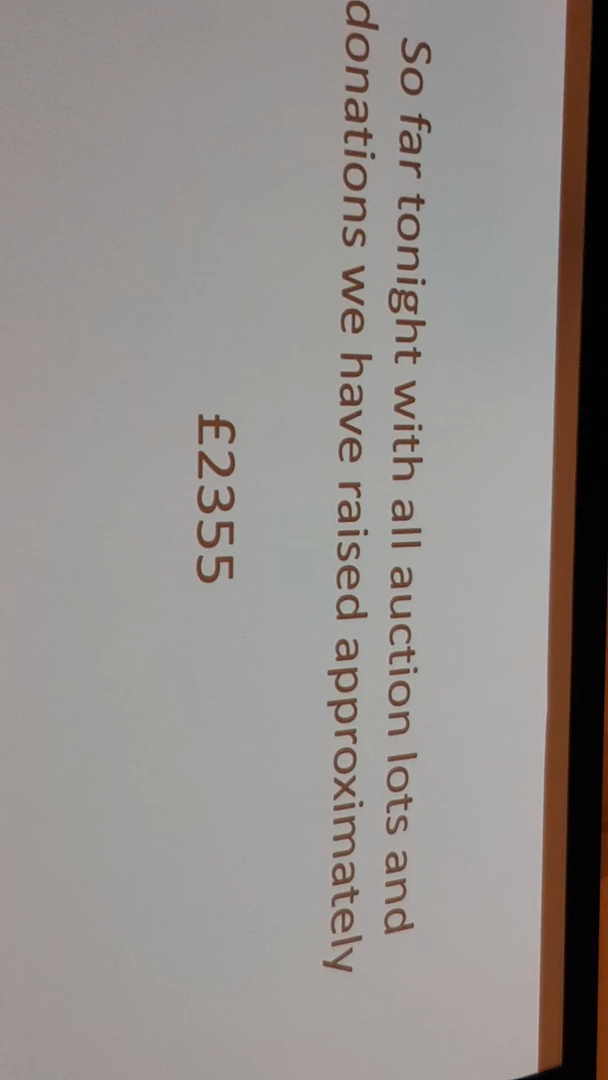 So far tonight with all auction lots and
donations we have raised approximately
£2355